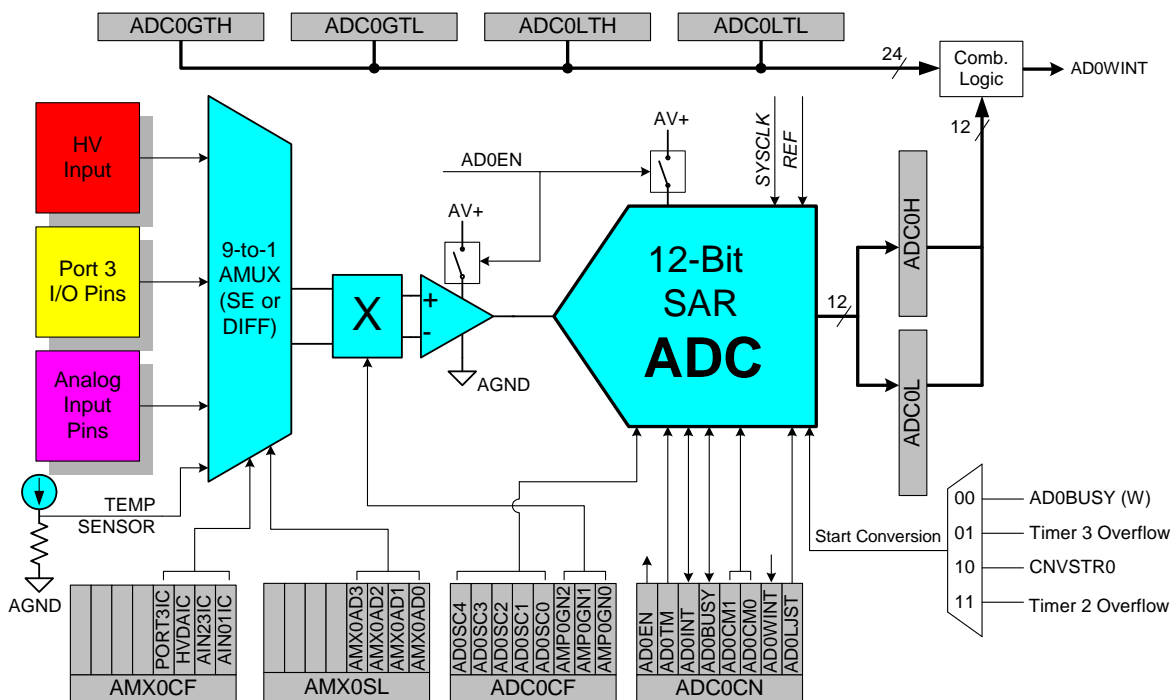 ADC0GTH
ADC0GTL
ADC0LTH
ADC0LTL
24
Comb.
Logic
AD0WINT
12
HV
Input
Port 3
I/O Pins
Analog
Input
Pins
9-to-1
AMUX
(SE or
DIFF)
TEMP
SENSOR
AGND
X
+
-
AV+
AD0EN
AV+
AGND
SYSCLK
REF
12-Bit
SAR
ADC
12
ADC0H
ADC0L
Start Conversion
00
AD0BUSY (W)
01
Timer 3 Overflow
10
CNVSTR0
11
Timer 2 Overflow
PORT3IC
HVDAIC
AIN23IC
AIN01IC
AMX0CF
AMX0AD3
AMX0AD2
AMX0AD1
AMX0AD0
AMX0SL
AD0SC4
AD0SC3
AD0SC2
AD0SC1
AD0SC0
AMP0GN2
AMP0GN1
AMP0GN0
ADC0CF
AD0EN
AD0TM
AD0INT
AD0BUSY
AD0CM1
AD0CM0
AD0WINT
AD0LJST
ADC0CN